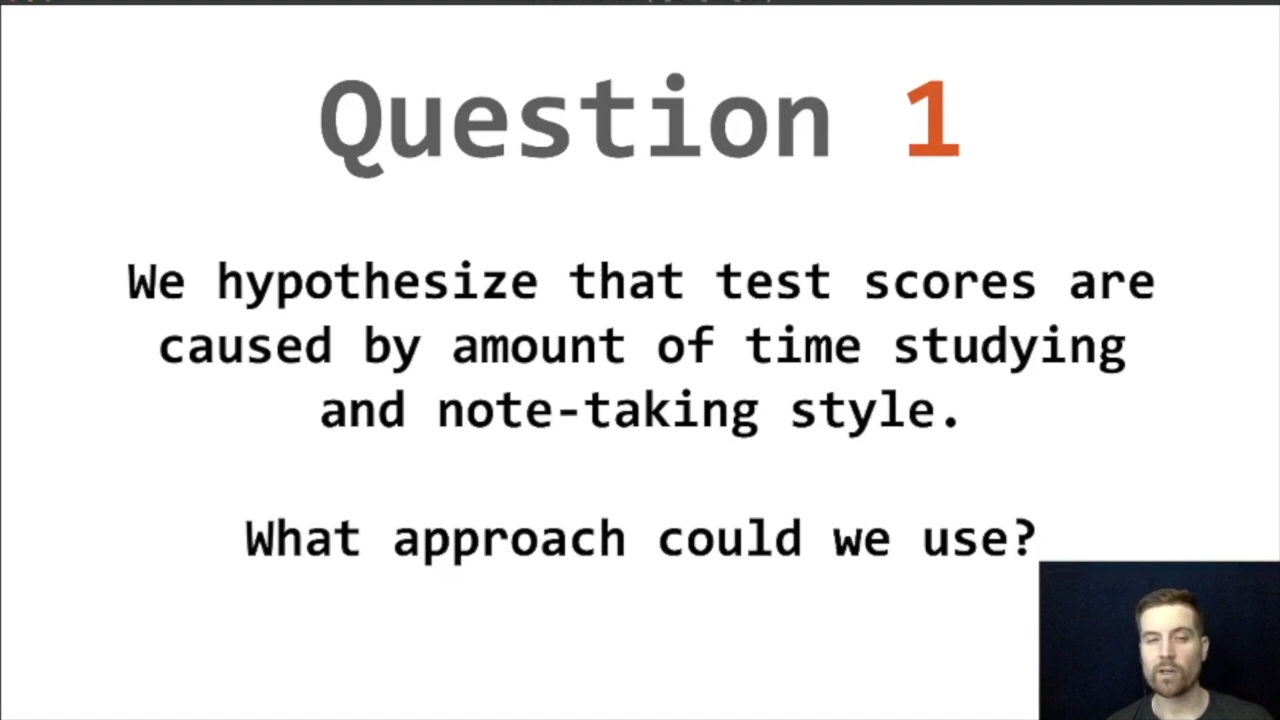 Question 1
We hypothesize that test scores are
caused by amount of time studying
and note-taking style.
What approach could we use?